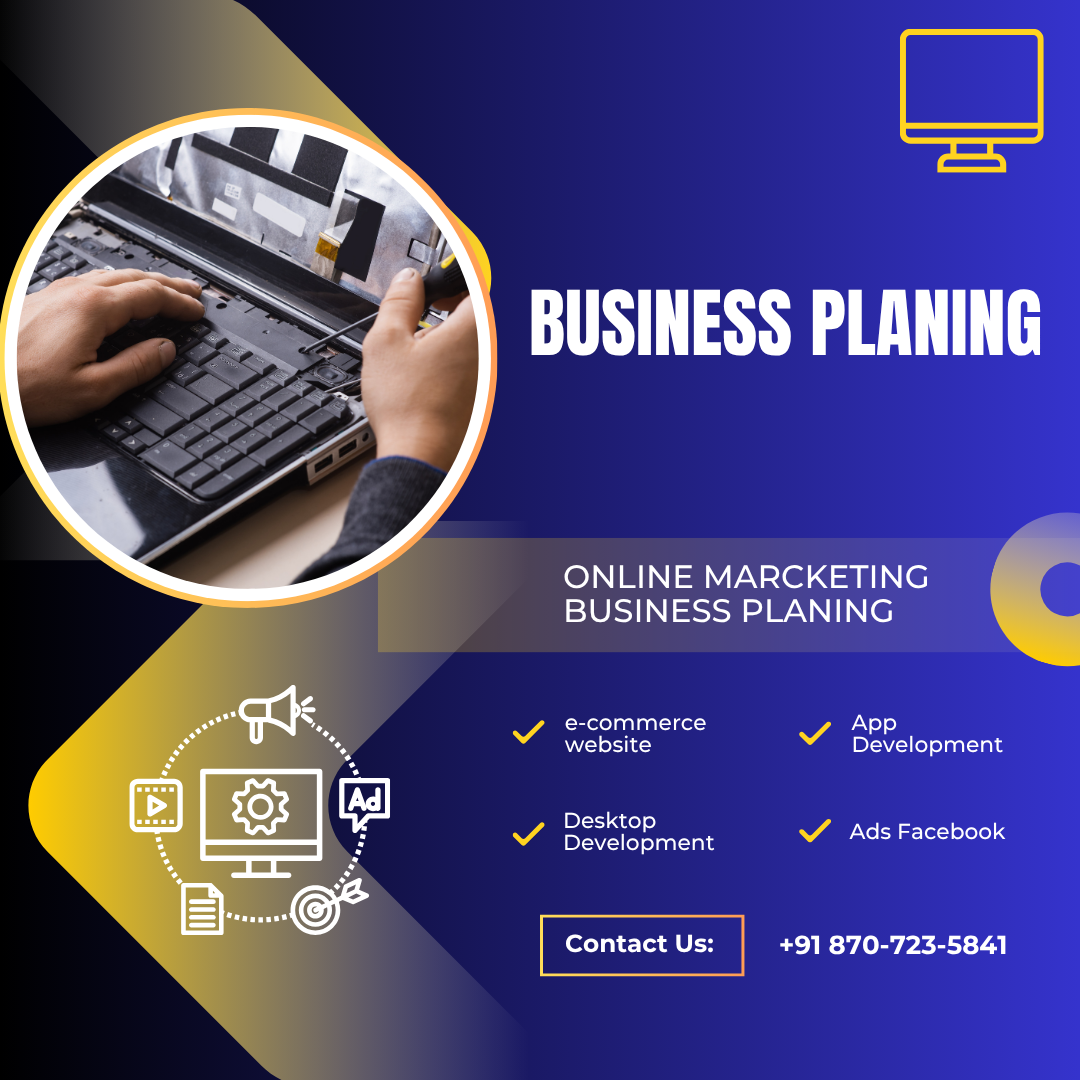 BUSINESS PLANING
ONLINE MARCKETING
BUSINESS PLANING
e-commerce
website
App
Development
Desktop
Development
Ads Facebook
Ad
Contact Us:
+91 870-723-5841